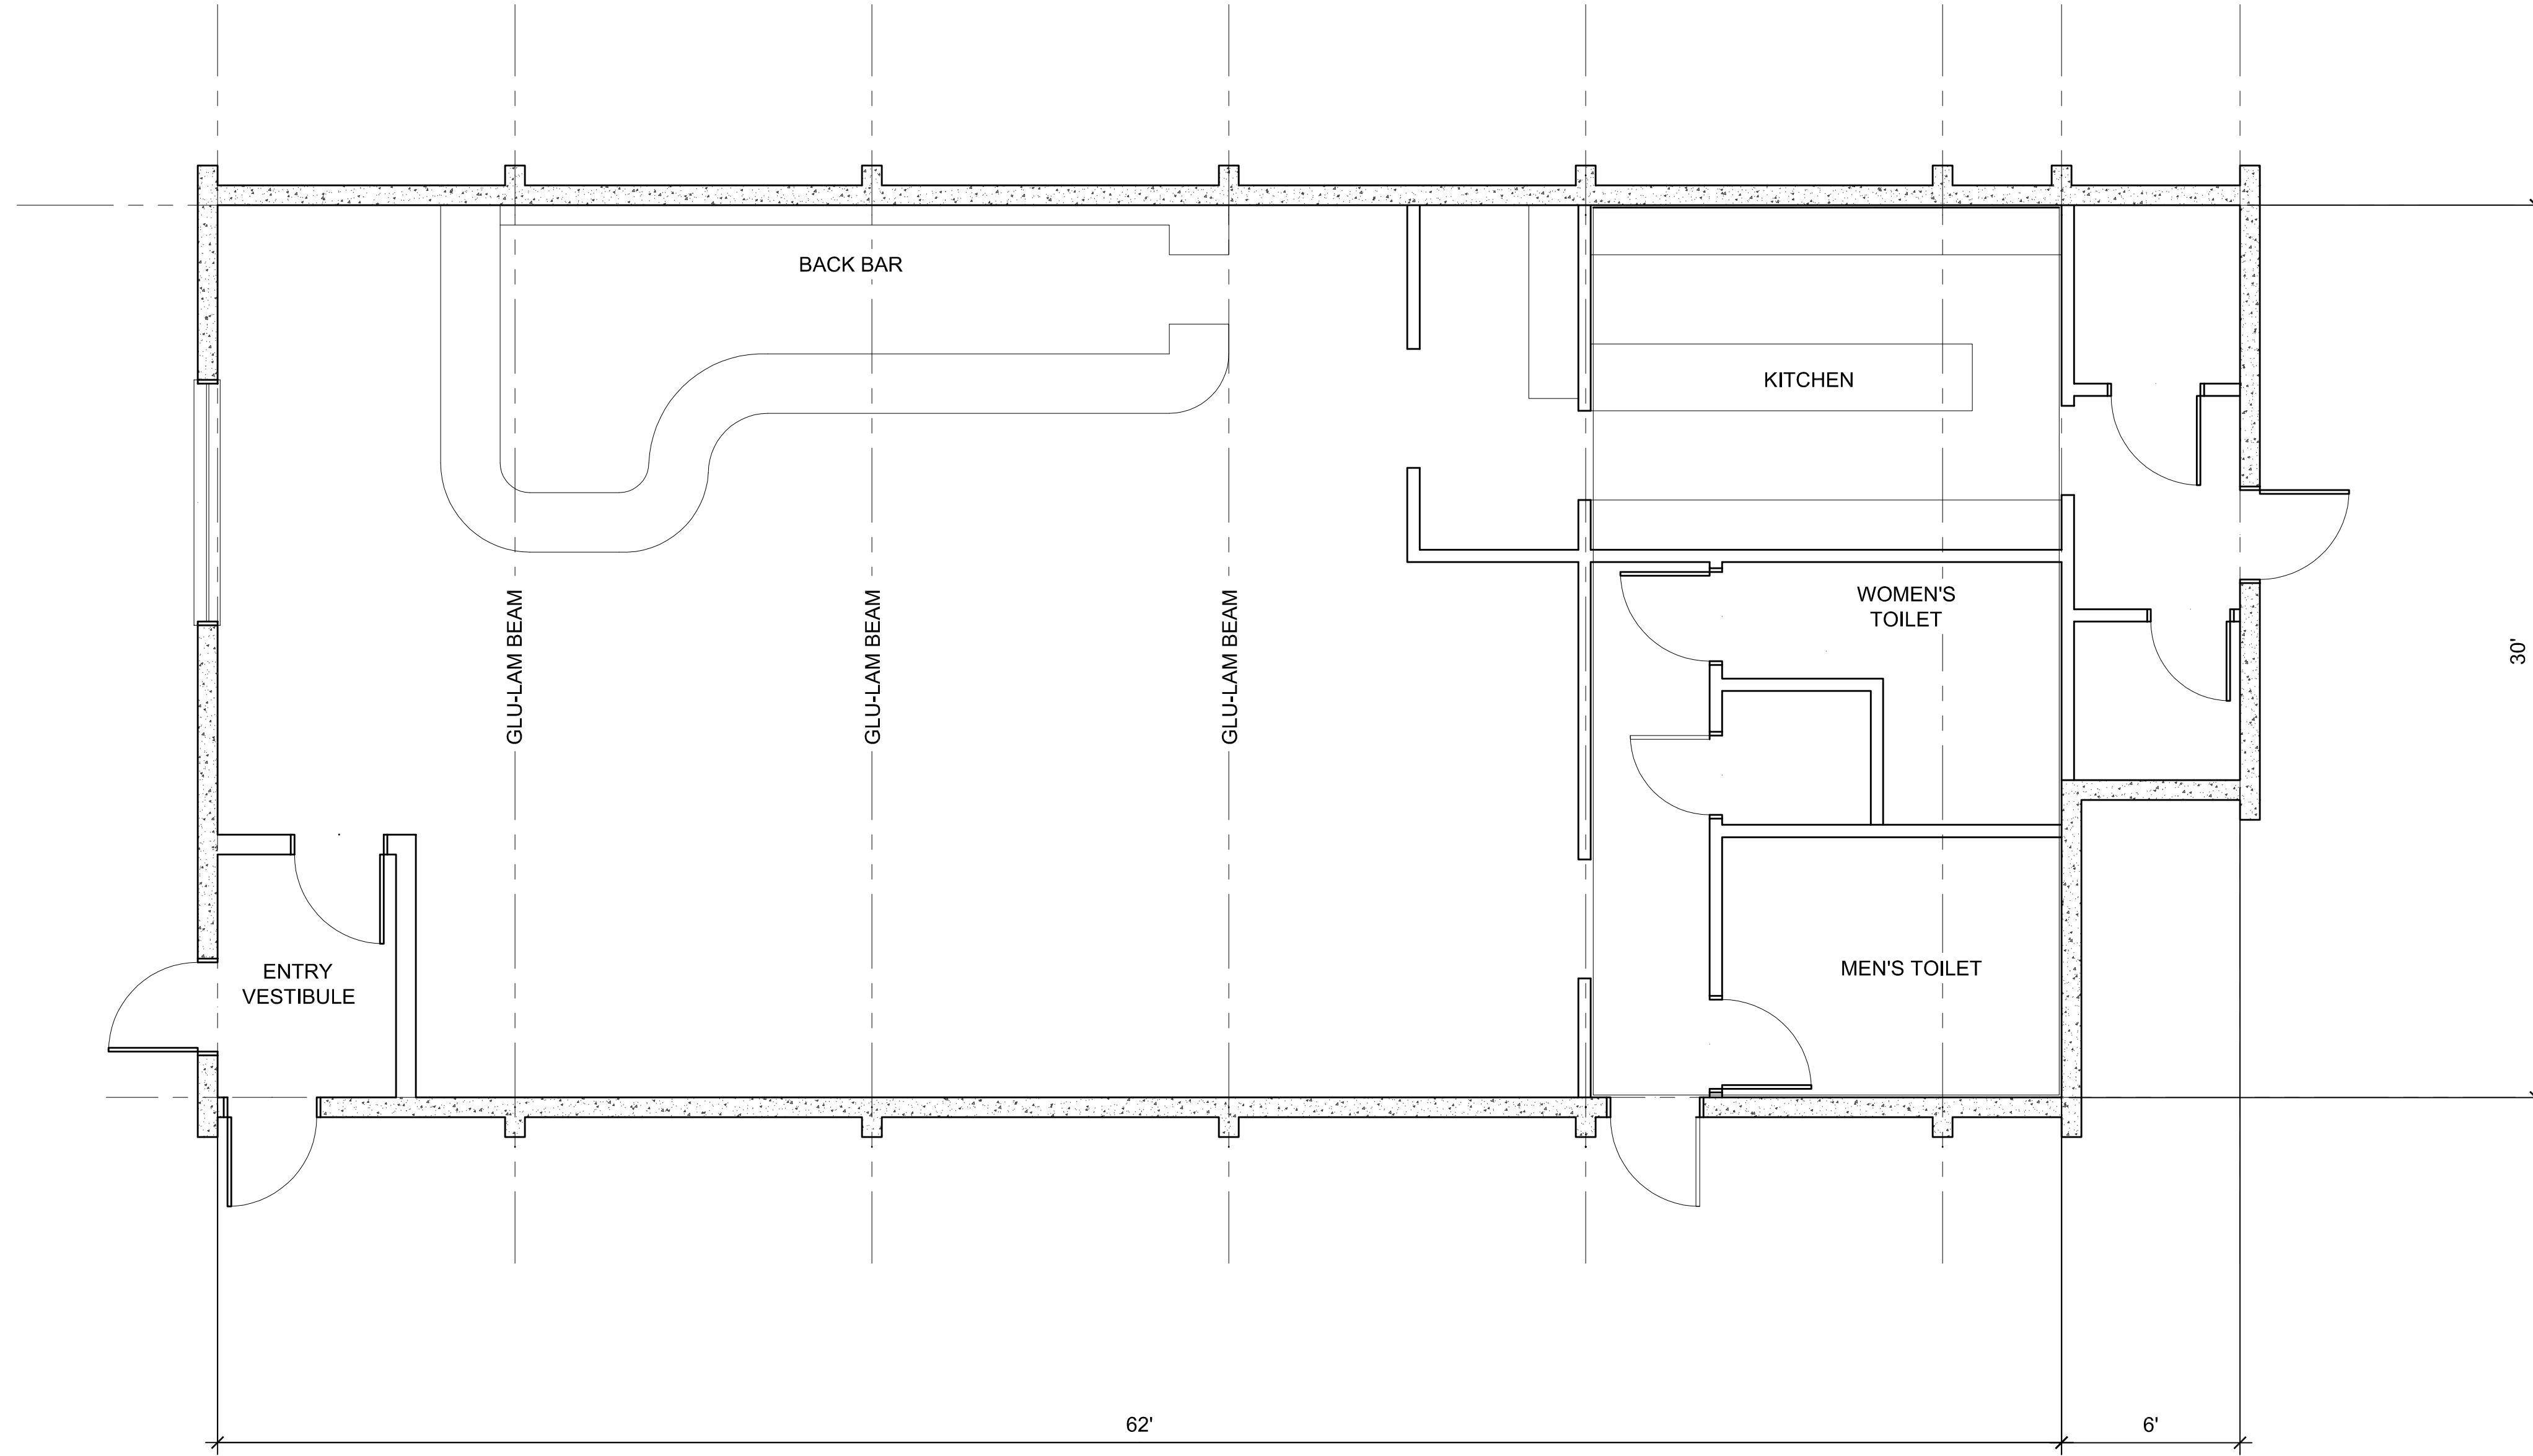 BACK BAR
KITCHEN
WOMEN'S
TOILET
GLU-LAM BEAM
GLU-LAM BEAM
GLU-LAM BEAM
30'
ENTRY
VESTIBULE
MEN'S TOILET
62'
6'